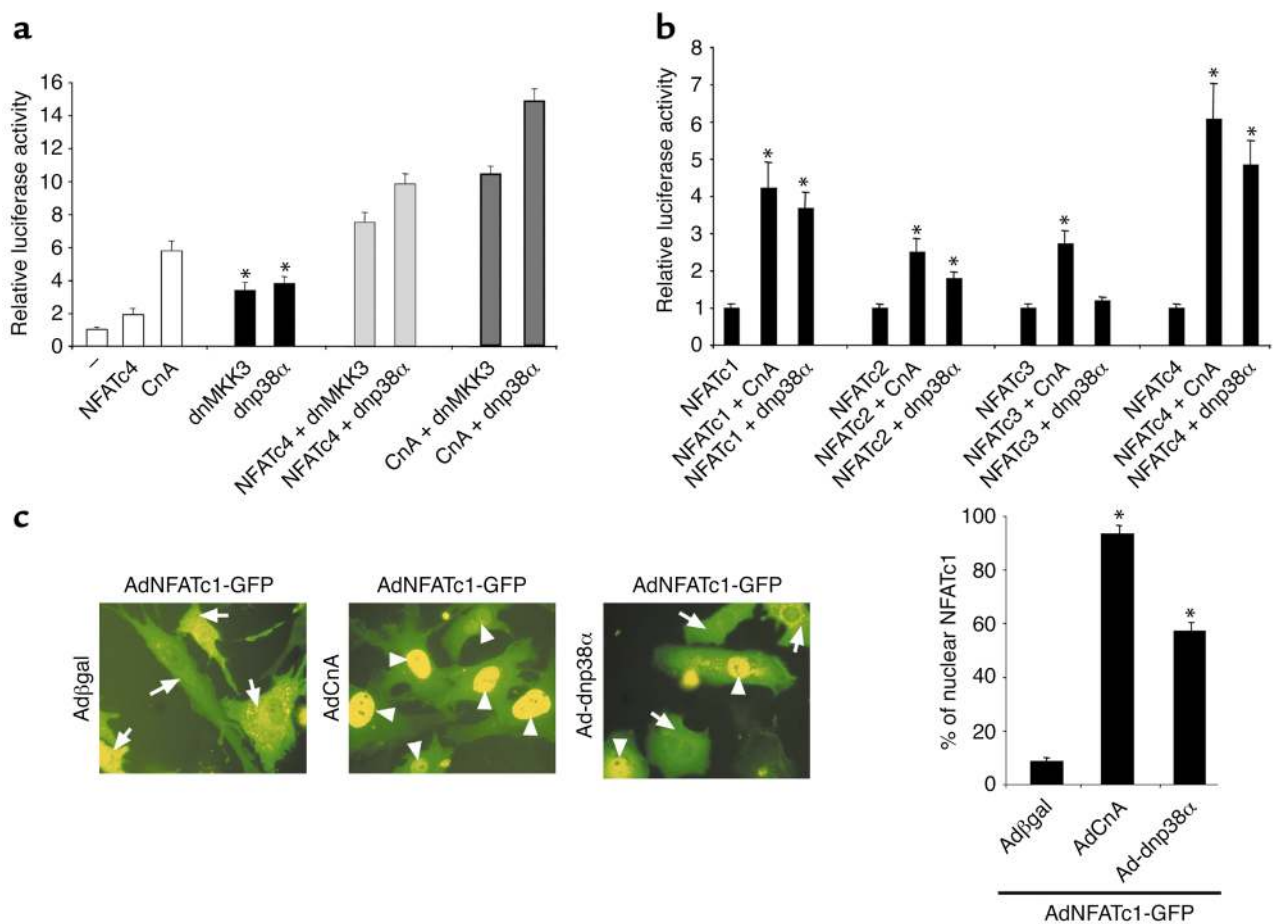 a
Relative luciferase activity
16
14
12
10
8
6
4
2
0
–
NFATc4
CnA
dnMKK3
dnp38α
NFATc4 + dnMKK3
NFATc4 + dnp38α
CnA + dnMKK3
CnA + dnp38α
* *
b
Relative luciferase activity
8
7
6
5
4
3
2
1
0
* * * * * * *
NFATc1
NFATc1 + CnA
NFATc1 + dnp38α
NFATc2
NFATc2 + CnA
NFATc2 + dnp38α
NFATc3
NFATc3 + CnA
NFATc3 + dnp38α
NFATc4
NFATc4 + CnA
NFATc4 + dnp38α
c
AdNFATc1-GFP
Adβgal
AdNFATc1-GFP
AdCnA
AdNFATc1-GFP
Ad-dnp38α
% of nuclear NFATc1
100
80
60
40
20
0
* *
Adβgal
AdCnA
Ad-dnp38α
AdNFATc1-GFP